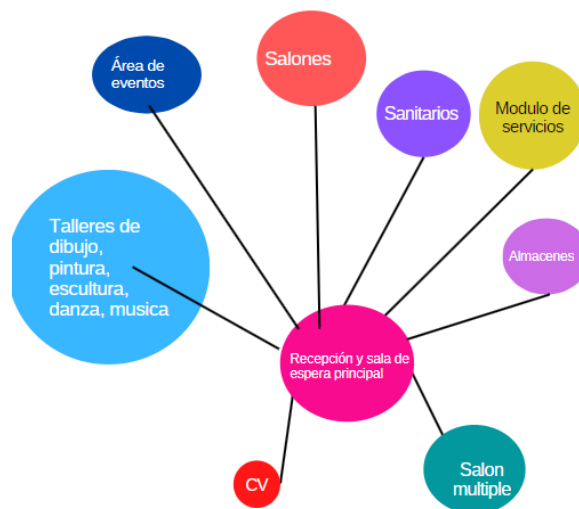 Área de
eventos
Salones
Sanitarios
Modulo de
servicios
Talleres de
dibujo,
pintura,
escultura,
danza, musica
Almacenes
Recepción y sala de
espera principal
CV
Salon
multiple